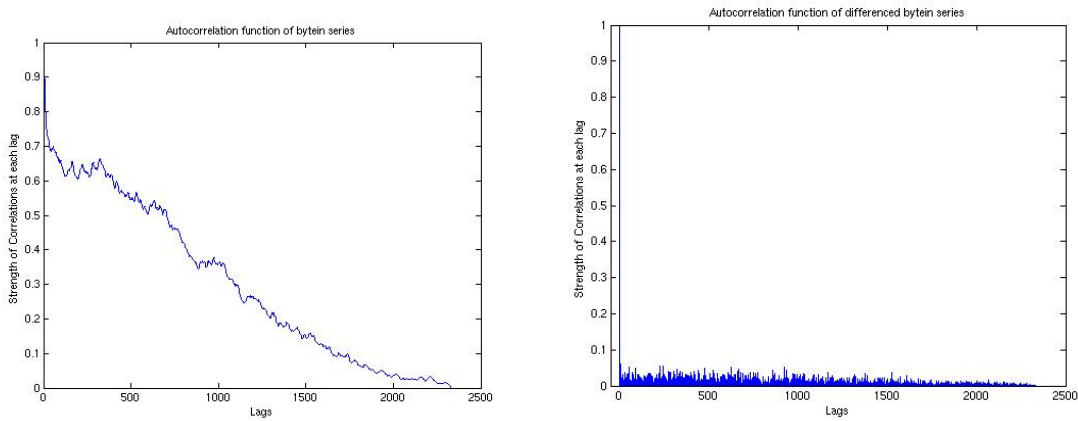 Autocorrelation function of bytein series
1
0.9
0.8
0.7
0.6
0.5
0.4
0.3
0.2
0.1
0
Strength of Correlations at each lag
0 500 1000 1500 2000 2500
Lags
Autocorrelation function of differenced bytein series
1
0.9
0.8
0.7
0.6
0.5
0.4
0.3
0.2
0.1
0
Strength of Correlations at each lag
0 500 1000 1500 2000 2500
Lags